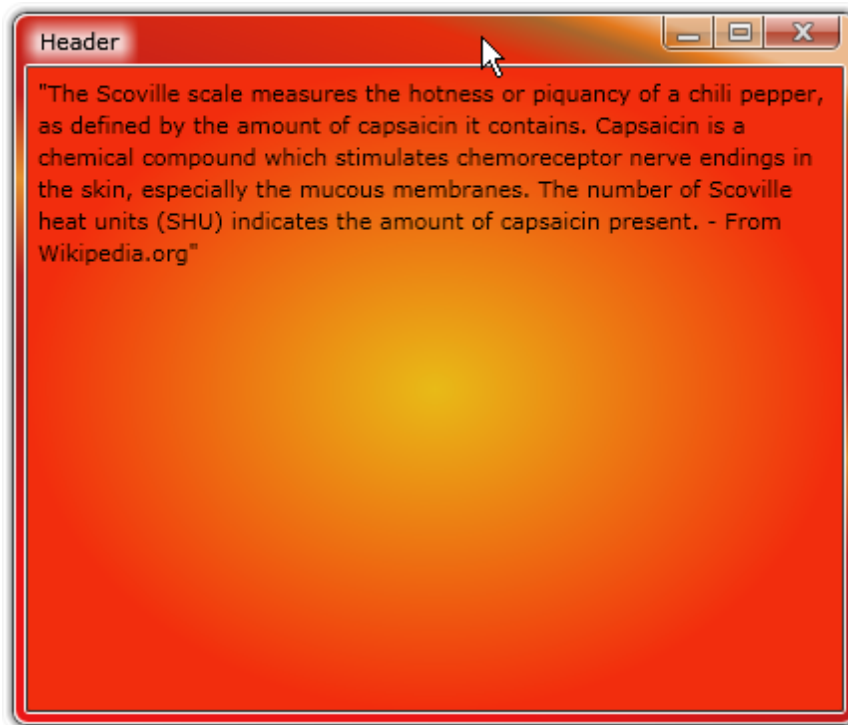 Header
"The Scoville scale measures the hotness or piquancy of a chili pepper,
as defined by the amount of capsaicin it contains. Capsaicin is a
chemical compound which stimulates chemoreceptor nerve endings in
the skin, especially the mucous membranes. The number of Scoville
heat units (SHU) indicates the amount of capsaicin present. - From
Wikipedia.org"